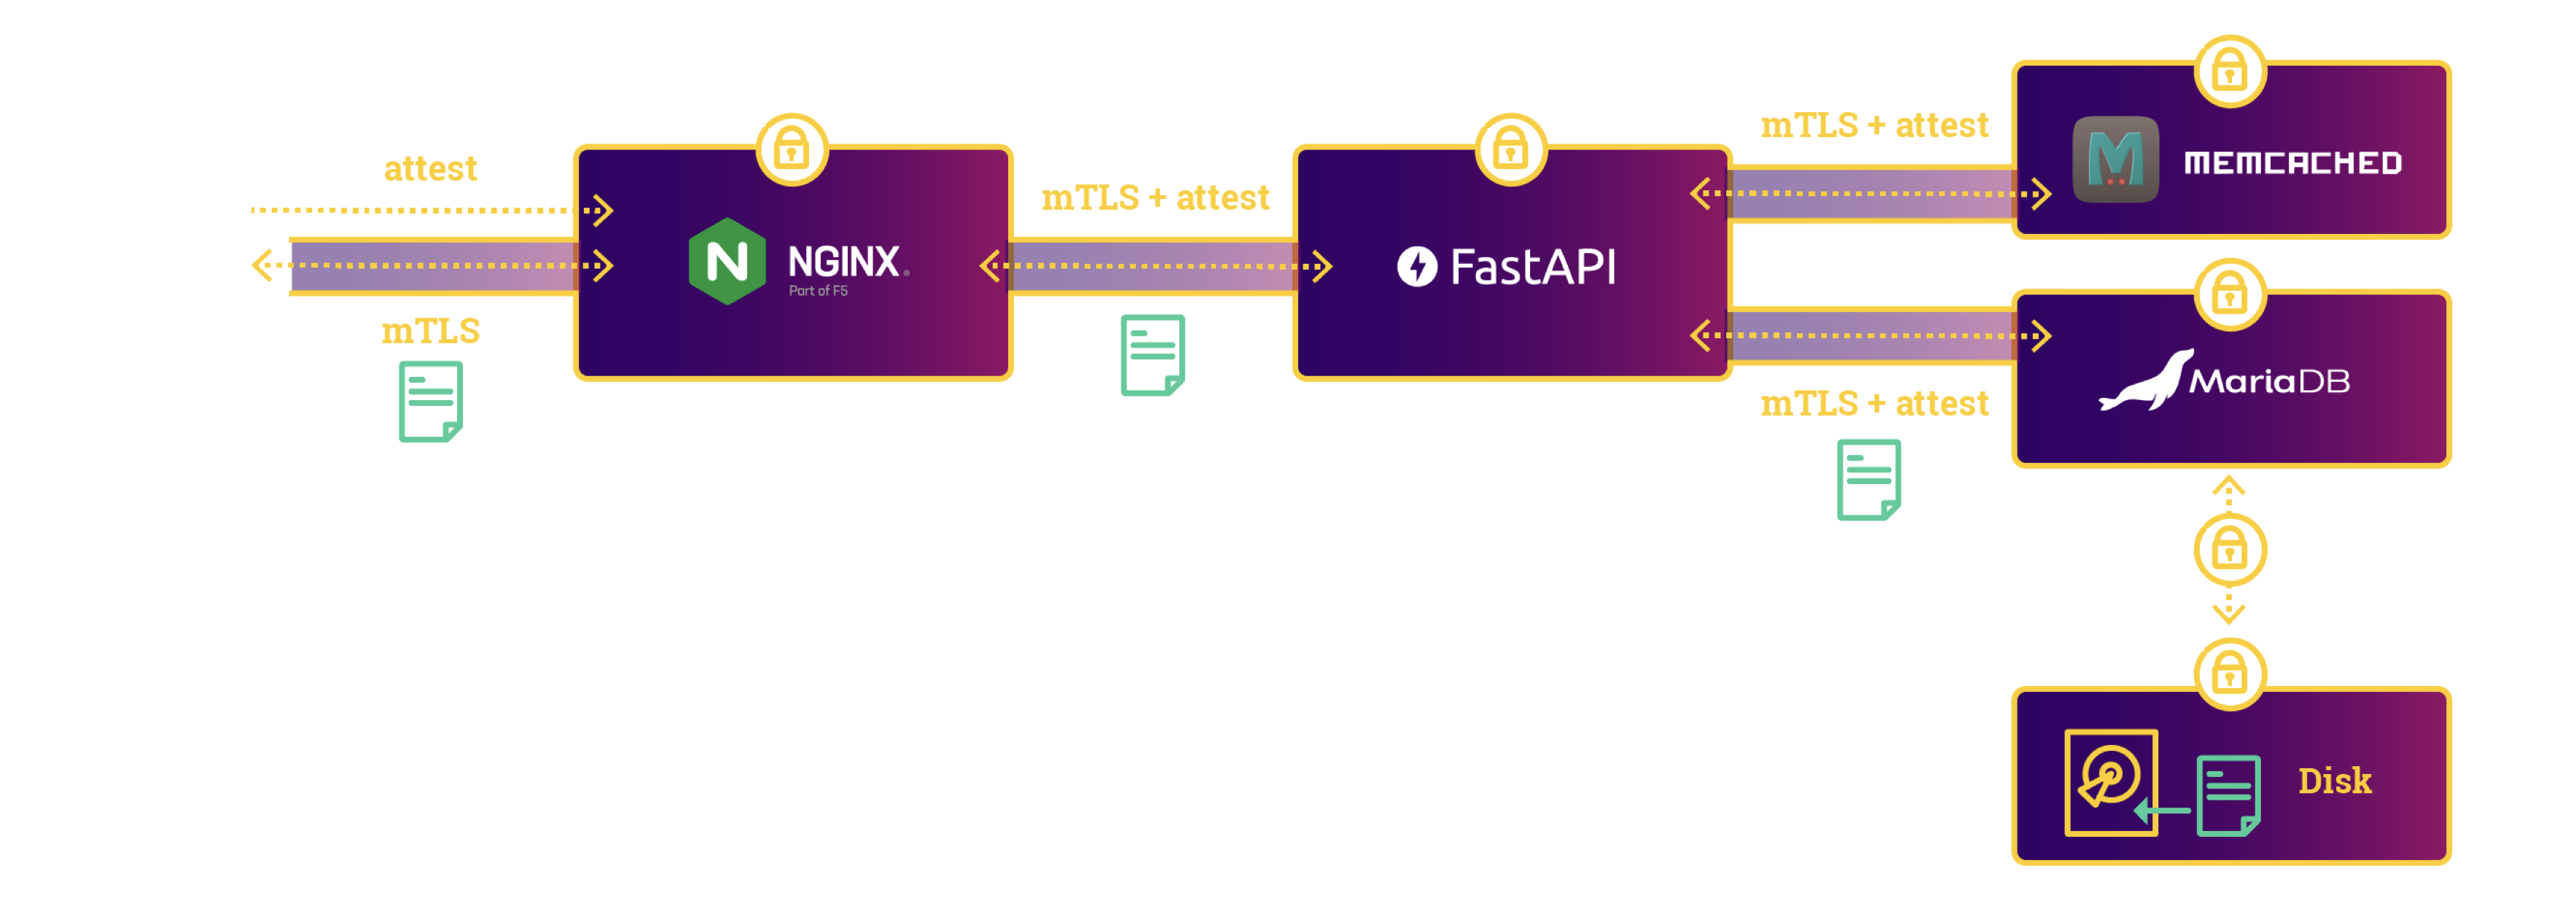 attest
mTLS
N NGINX
Part of F5
mTLS + attest
FastAPI
mTLS + attest
M MEMCACHED
MariaDB
mTLS + attest
Disk